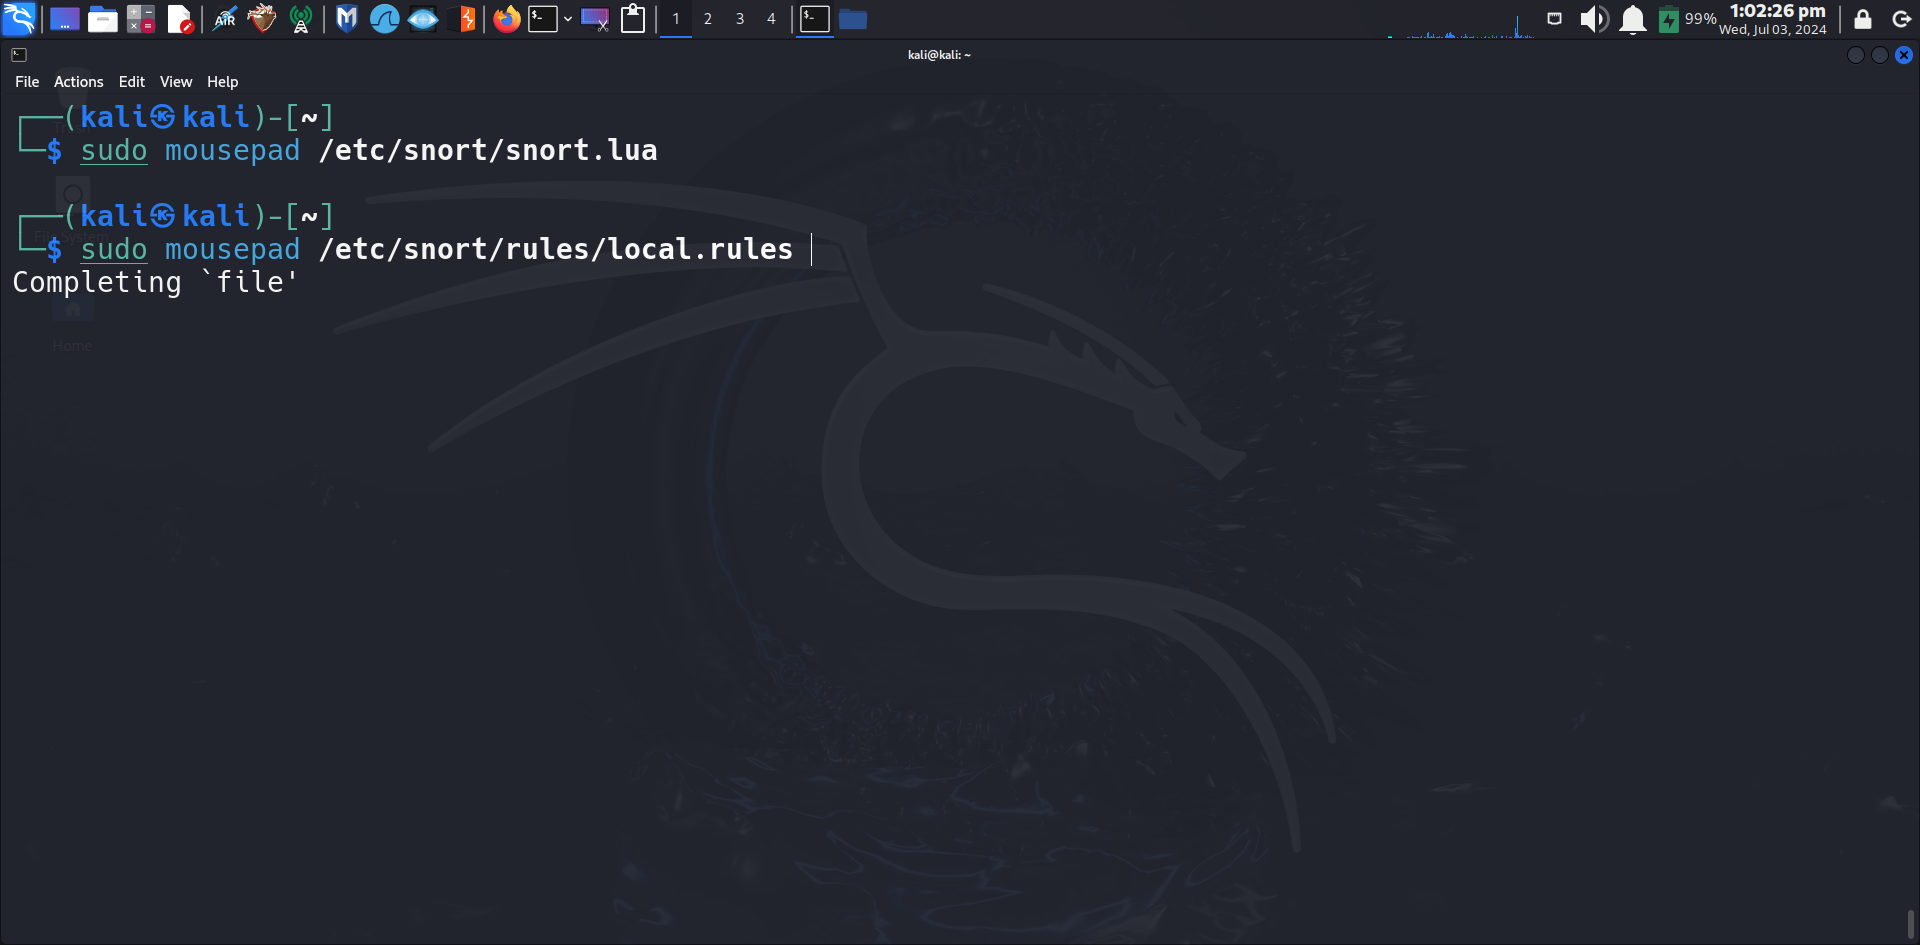 1 2 3 4
99%
1:02:26 pm
Wed, Jul 03, 2024
kali@kali: ~
File Actions Edit View Help
┌──(kali㉿kali)-[~]
└─$ sudo mousepad /etc/snort/snort.lua
┌──(kali㉿kali)-[~]
└─$ sudo mousepad /etc/snort/rules/local.rules
Completing `file'
Home